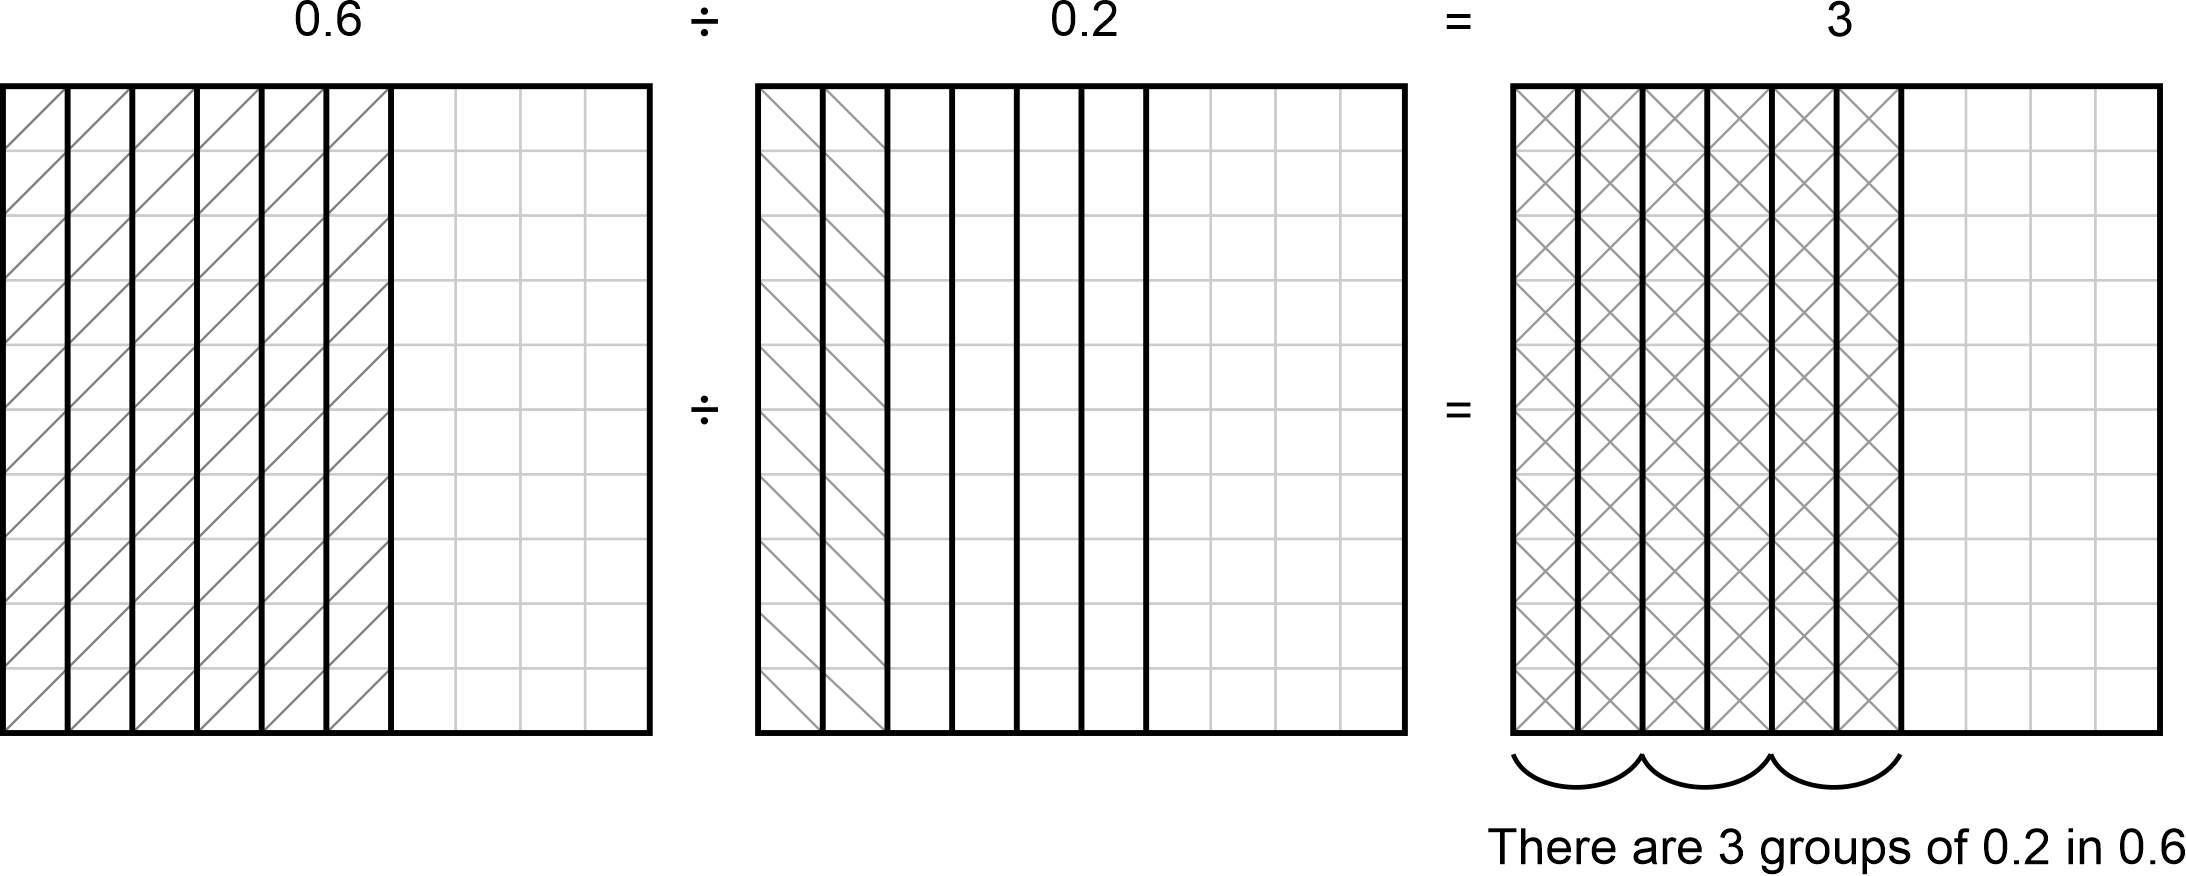 0.6 ÷ 0.2 = 3
÷ =
There are 3 groups of 0.2 in 0.6